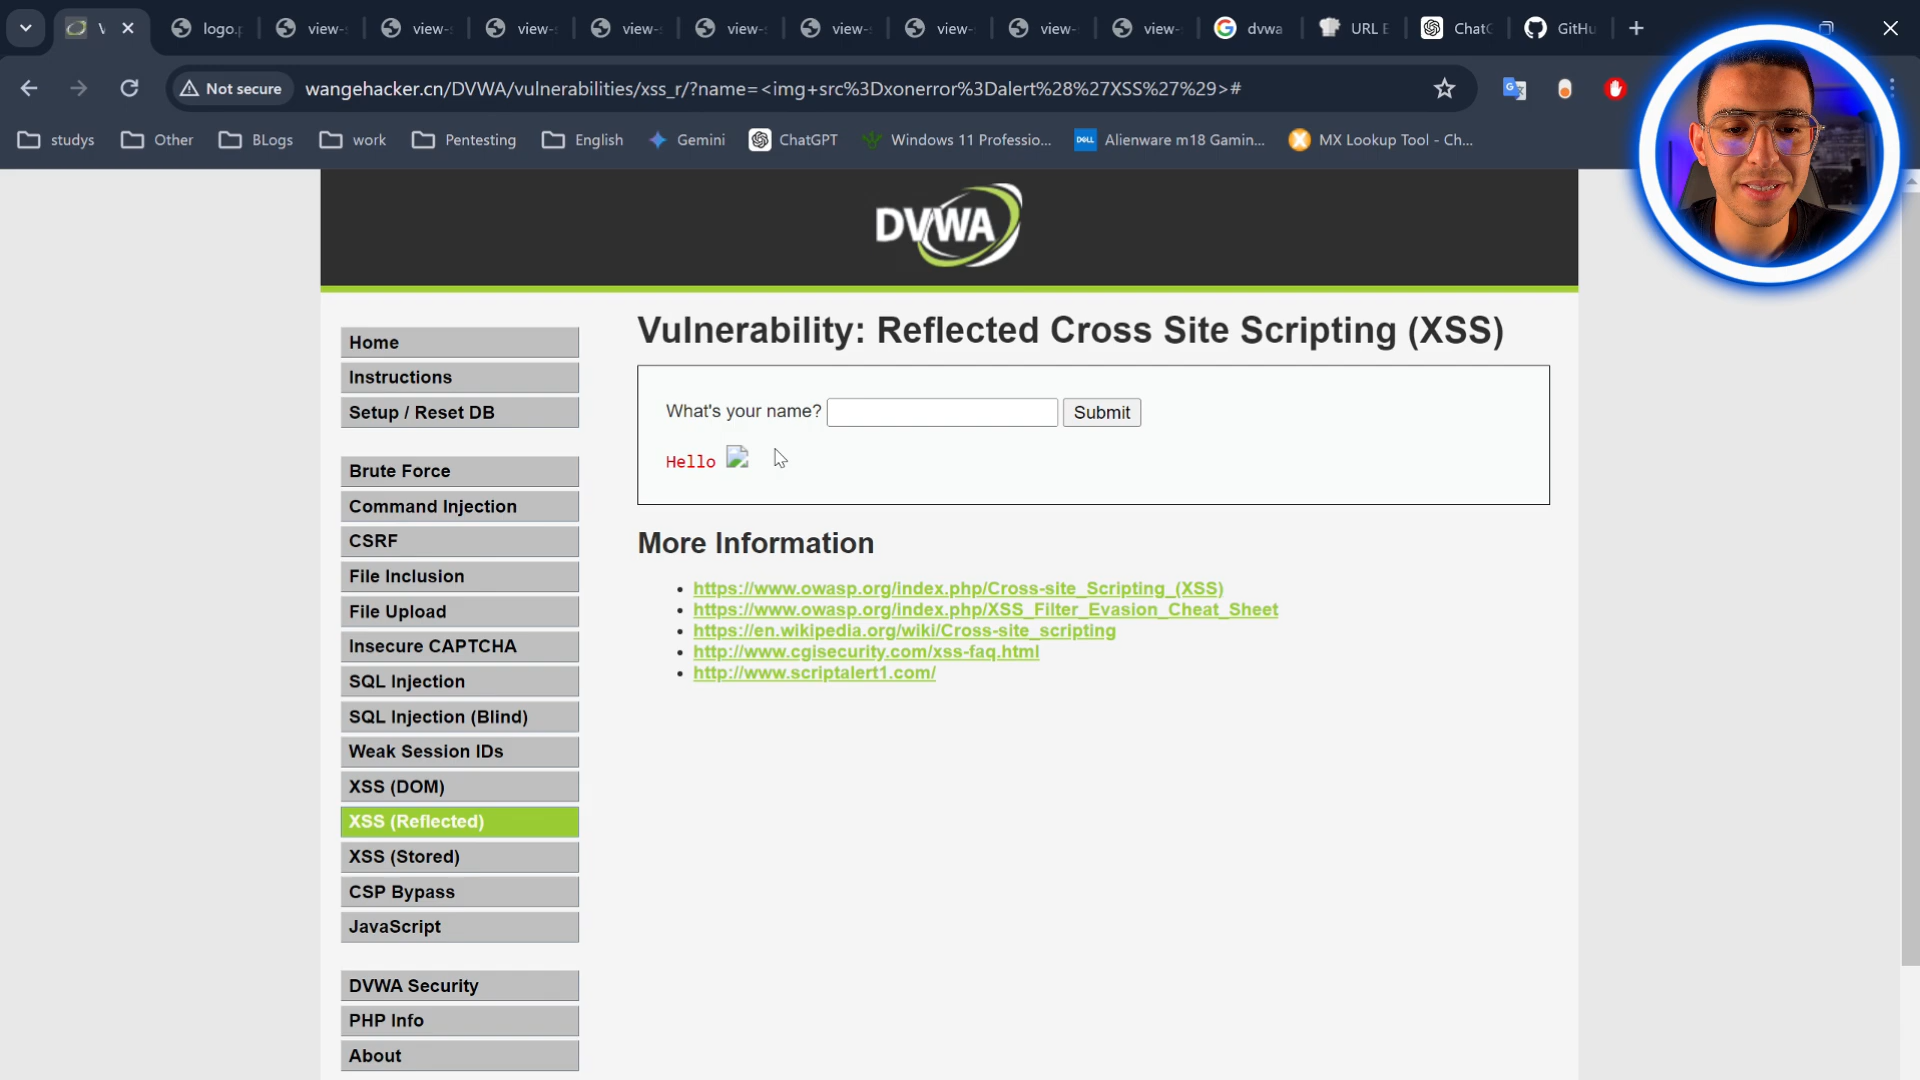 V
logo.p
view-
view-
view-
view-
view-
view-
view-
view-
view-
dvwa
URL E
ChatG
GitHu
Not secure
wangehacker.cn/DVWA/vulnerabilities/xss_r/?name=<img+src%3Dxonerror%3Dalert%28%27XSS%27%29>#
studys
Other
BLogs
work
Pentesting
English
Gemini
ChatGPT
Windows 11 Professio...
DELL
Alienware m18 Gamin...
MX Lookup Tool - Ch...
DVWA
Home
Instructions
Setup / Reset DB
Brute Force
Command Injection
CSRF
File Inclusion
File Upload
Insecure CAPTCHA
SQL Injection
SQL Injection (Blind)
Weak Session IDs
XSS (DOM)
XSS (Reflected)
XSS (Stored)
CSP Bypass
JavaScript
DVWA Security
PHP Info
About
Vulnerability: Reflected Cross Site Scripting (XSS)
What's your name?
Submit
Hello
More Information
https://www.owasp.org/index.php/Cross-site_Scripting_(XSS)
https://www.owasp.org/index.php/XSS_Filter_Evasion_Cheat_Sheet
https://en.wikipedia.org/wiki/Cross-site_scripting
http://www.cgisecurity.com/xss-faq.html
http://www.scriptalert1.com/